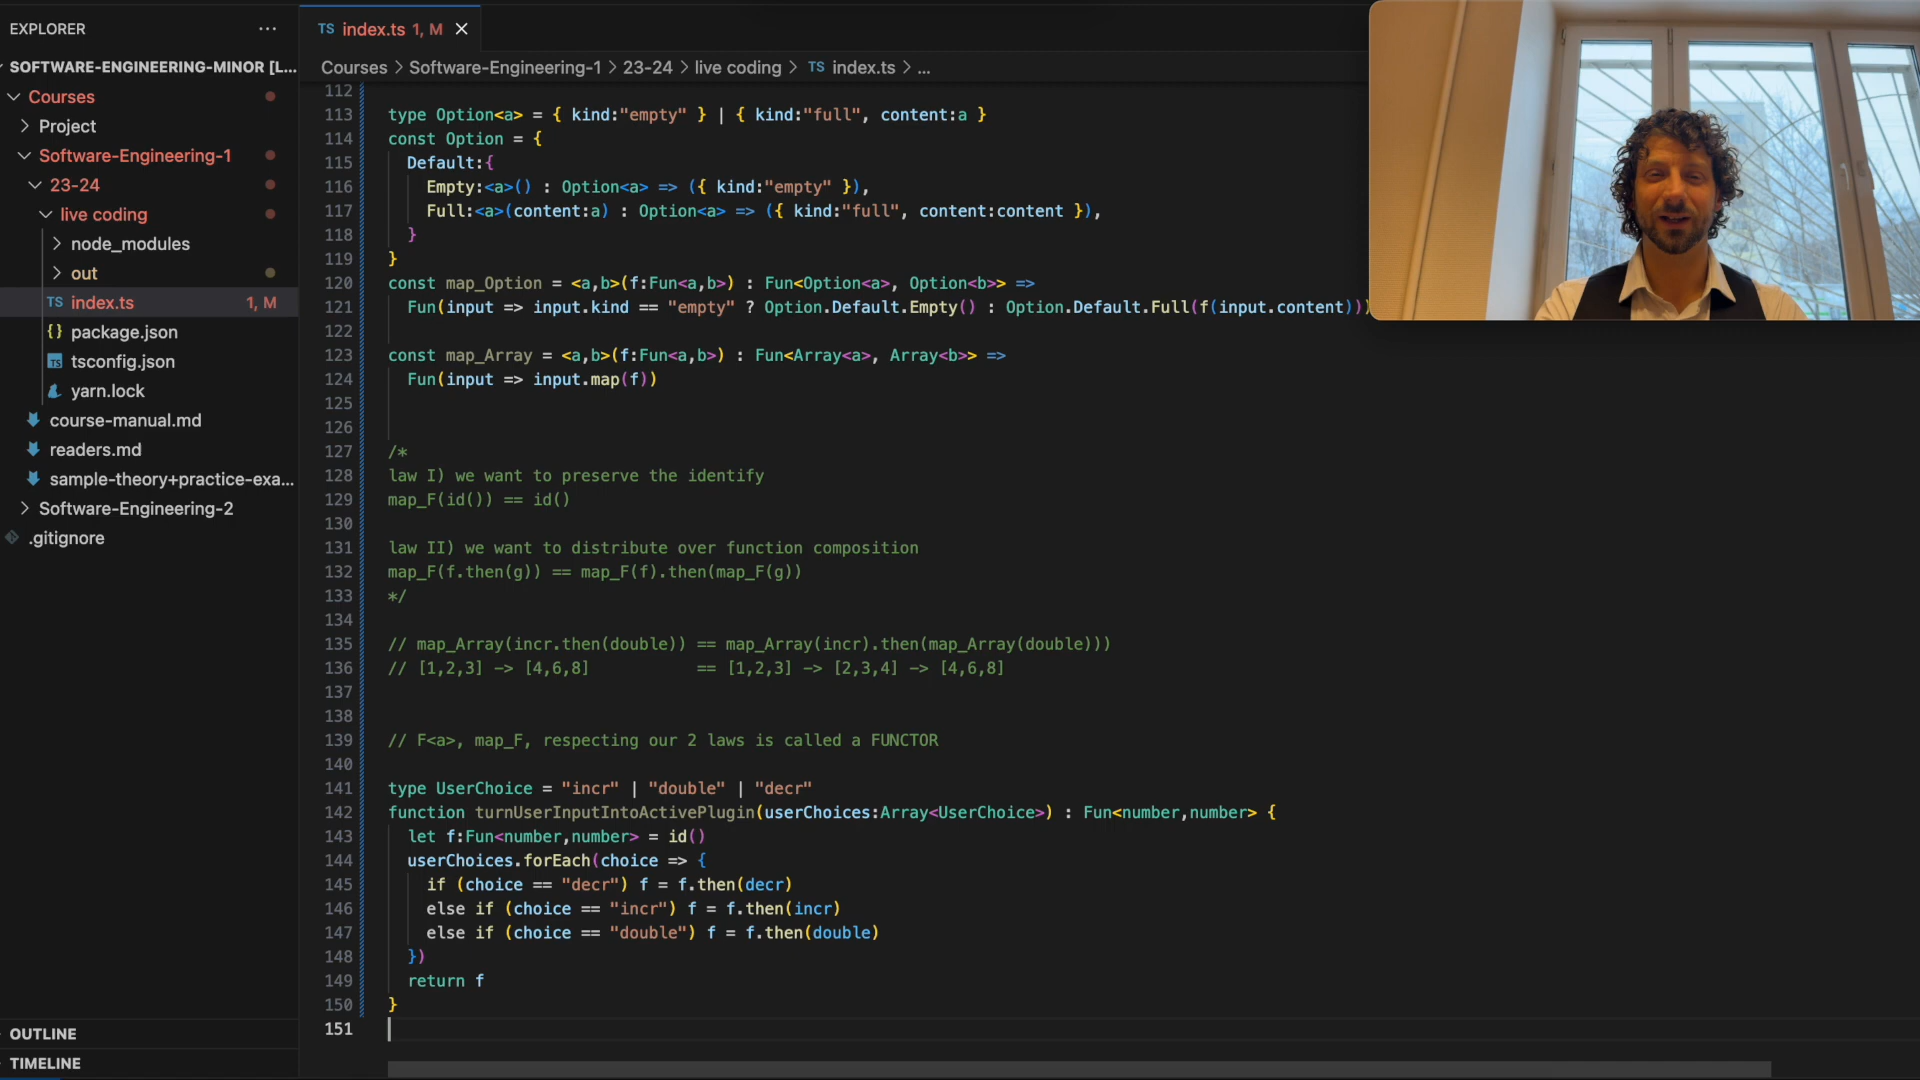 EXPLORER
SOFTWARE-ENGINEERING-MINOR [L...
Courses
Project
Software-Engineering-1
23-24
live coding
node_modules
out
TS index.ts 1, M
{} package.json
TS tsconfig.json
yarn.lock
course-manual.md
readers.md
sample-theory+practice-exa...
Software-Engineering-2
.gitignore
OUTLINE
TIMELINE
TS index.ts 1, M
Courses > Software-Engineering-1 > 23-24 > live coding > TS index.ts > ...
112
113 type Option<a> = { kind:"empty" } | { kind:"full", content:a }
114 const Option = {
115   Default:{
116     Empty:<a>() : Option<a> => ({ kind:"empty" }),
117     Full:<a>(content:a) : Option<a> => ({ kind:"full", content:content }),
118   }
119 }
120 const map_Option = <a,b>(f:Fun<a,b>) : Fun<Option<a>, Option<b>> =>
121   Fun(input => input.kind == "empty" ? Option.Default.Empty() : Option.Default.Full(f(input.content)))
122
123 const map_Array = <a,b>(f:Fun<a,b>) : Fun<Array<a>, Array<b>> =>
124   Fun(input => input.map(f))
125
126
127 /*
128 law I) we want to preserve the identify
129 map_F(id()) == id()
130
131 law II) we want to distribute over function composition
132 map_F(f.then(g)) == map_F(f).then(map_F(g))
133 */
134
135 // map_Array(incr.then(double)) == map_Array(incr).then(map_Array(double)))
136 // [1,2,3] -> [4,6,8]           == [1,2,3] -> [2,3,4] -> [4,6,8]
137
138
139 // F<a>, map_F, respecting our 2 laws is called a FUNCTOR
140
141 type UserChoice = "incr" | "double" | "decr"
142 function turnUserInputIntoActivePlugin(userChoices:Array<UserChoice>) : Fun<number,number> {
143   let f:Fun<number,number> = id()
144   userChoices.forEach(choice => {
145     if (choice == "decr") f = f.then(decr)
146     else if (choice == "incr") f = f.then(incr)
147     else if (choice == "double") f = f.then(double)
148   })
149   return f
150 }
151